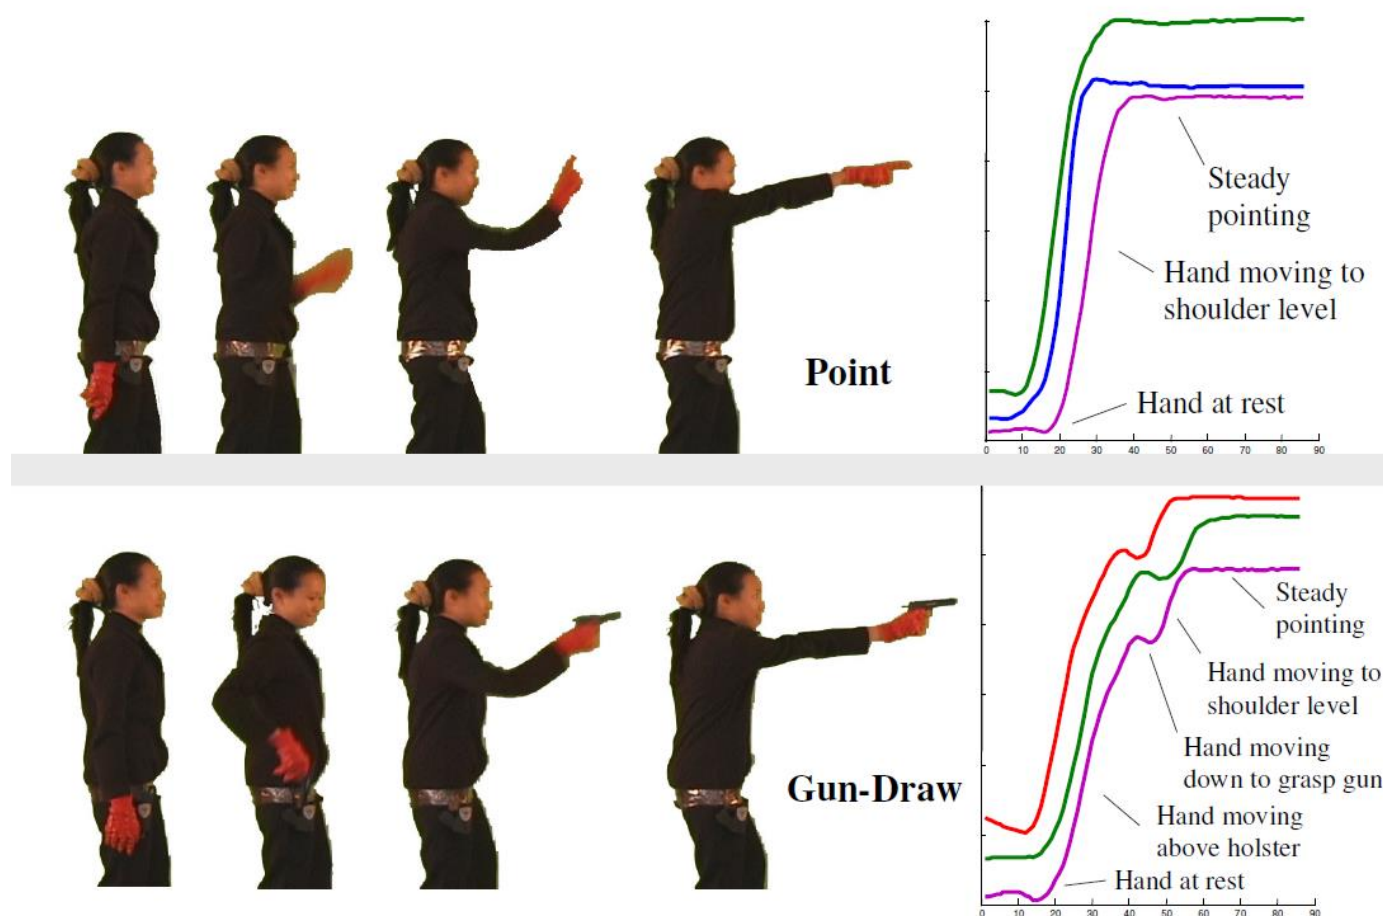 Steady
pointing
Hand moving to
shoulder level
Point
Hand at rest
0 10 20 30 40 50 60 70 80 90
Steady
pointing
Hand moving to
shoulder level
Hand moving
down to grasp gun
Gun-Draw
Hand moving
above holster
Hand at rest
0 10 20 30 40 50 60 70 80 90